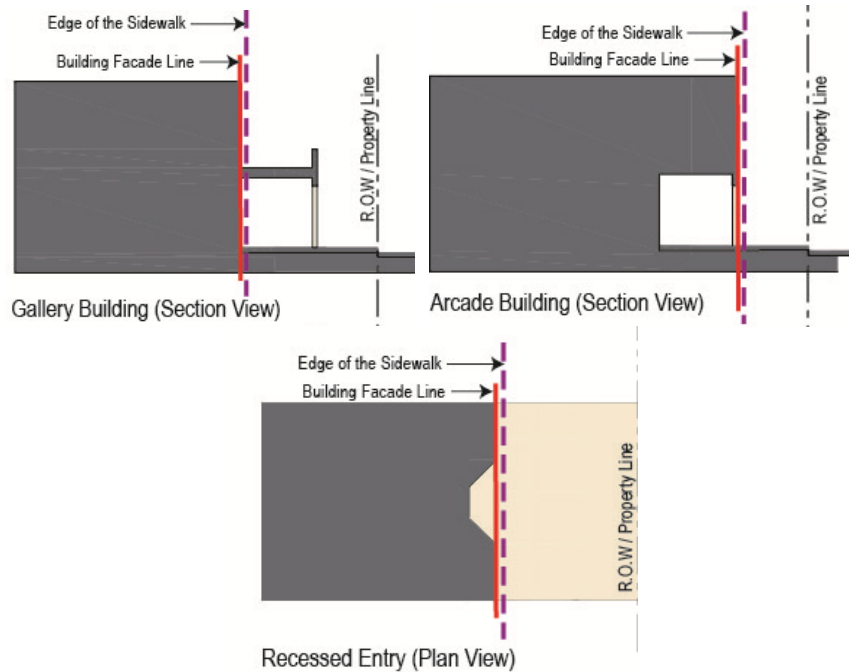 Edge of the Sidewalk
Building Facade Line
R.O.W / Property Line
Gallery Building (Section View)
Edge of the Sidewalk
Building Facade Line
R.O.W / Property Line
Arcade Building (Section View)
Edge of the Sidewalk
Building Facade Line
R.O.W / Property Line
Recessed Entry (Plan View)